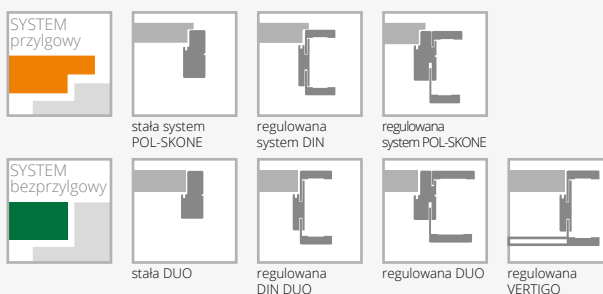 SYSTEM
przylgowy
stała system
POL-SKONE
regulowana
system DIN
regulowana
system POL-SKONE
SYSTEM
bezprzylgowy
stała DUO
regulowana
DIN DUO
regulowana DUO
regulowana
VERTIGO